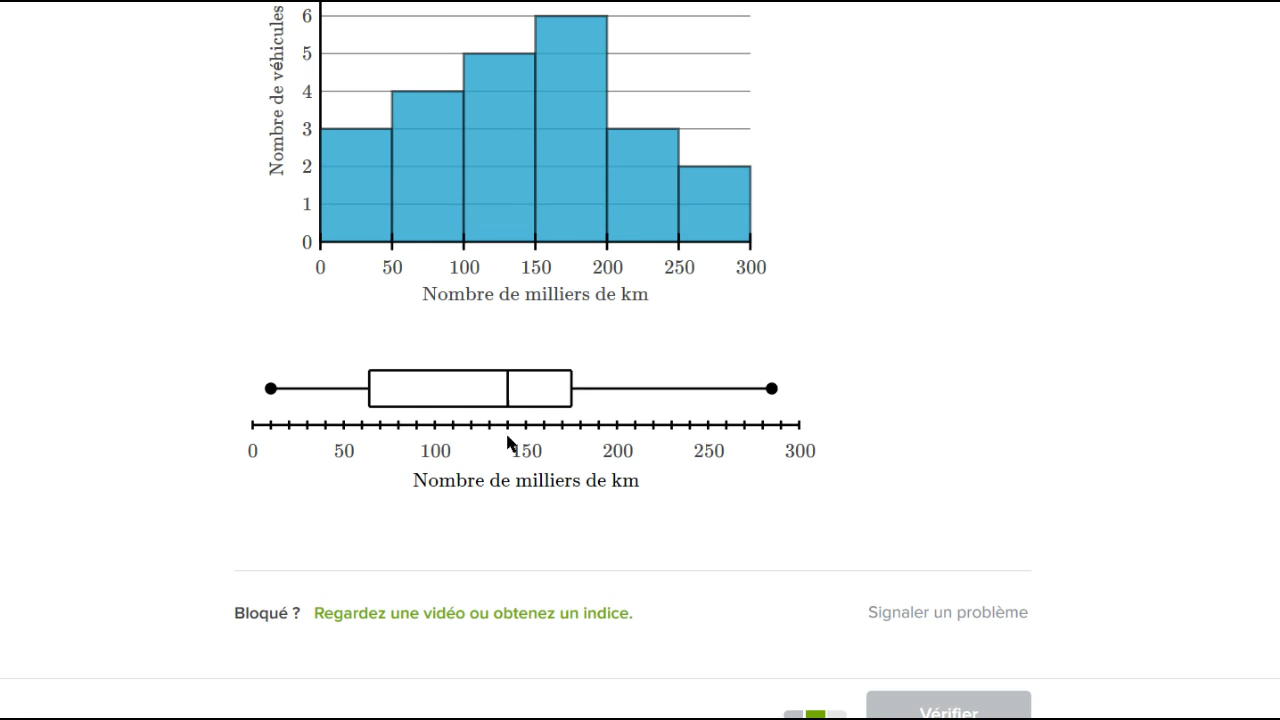 Nombre de véhicules
6
5
4
3
2
1
0
0 50 100 150 200 250 300
Nombre de milliers de km
0 50 100 150 200 250 300
Nombre de milliers de km
Bloqué ? Regardez une vidéo ou obtenez un indice. Signaler un problème
Vérifier